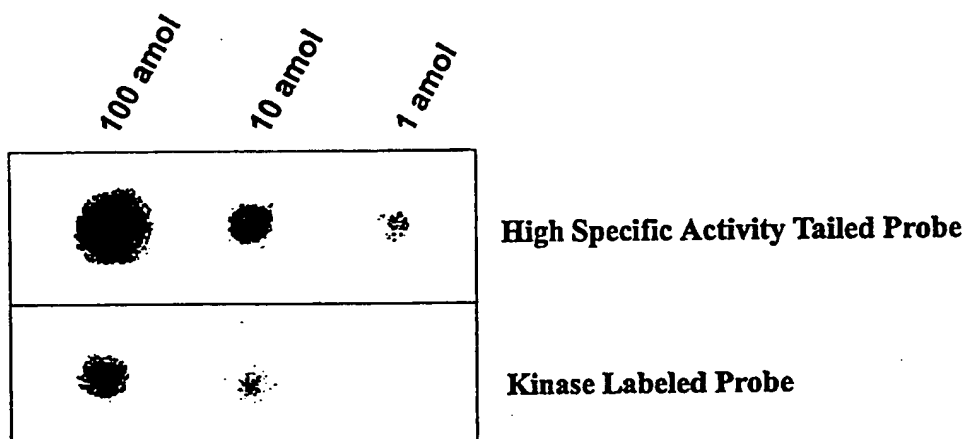 100 amol
10 amol
1 amol
High Specific Activity Tailed Probe
Kinase Labeled Probe